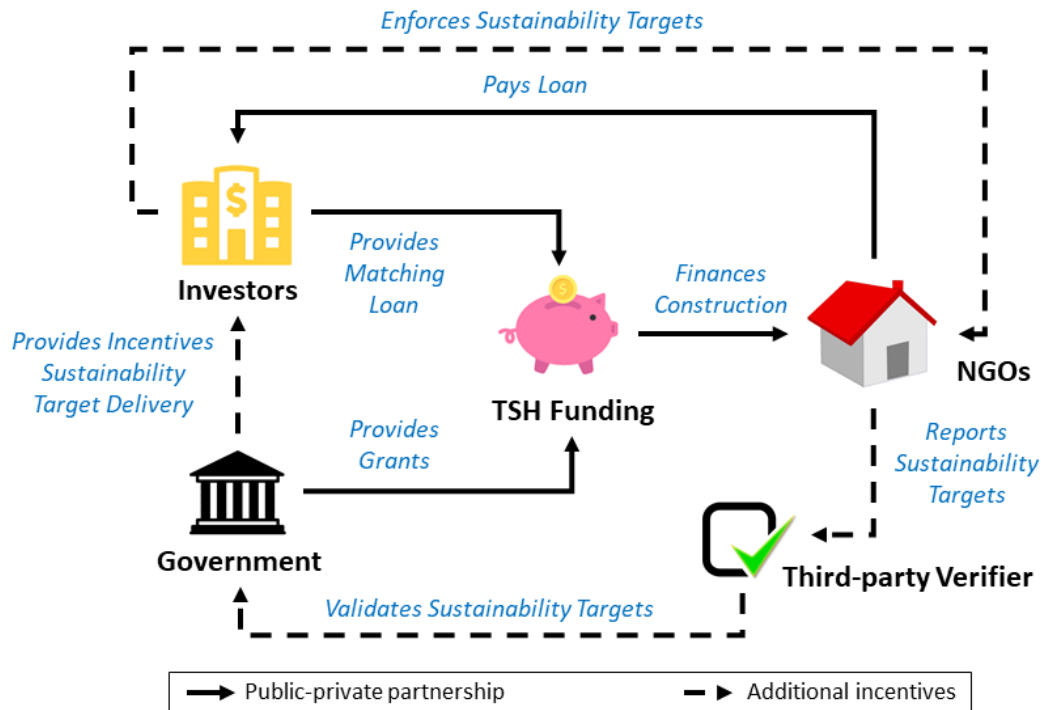 Enforces Sustainability Targets
Pays Loan
Investors
Provides
Matching
Loan
Finances
Construction
Provides Incentives
Sustainability
Target Delivery
TSH Funding
NGOs
Provides
Grants
Reports
Sustainability
Targets
Government
Third-party Verifier
Validates Sustainability Targets
Public-private partnership
Additional incentives